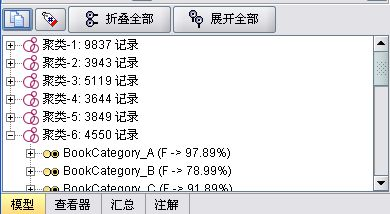 折叠全部 展开全部
聚类-1: 9837 记录
聚类-2: 3943 记录
聚类-3: 5119 记录
聚类-4: 3644 记录
聚类-5: 3849 记录
聚类-6: 4550 记录
BookCategory_A (F -> 97.89%)
BookCategory_B (F -> 78.99%)
BookCategory_C (F -> 91.89%)
模型 查看器 汇总 注解